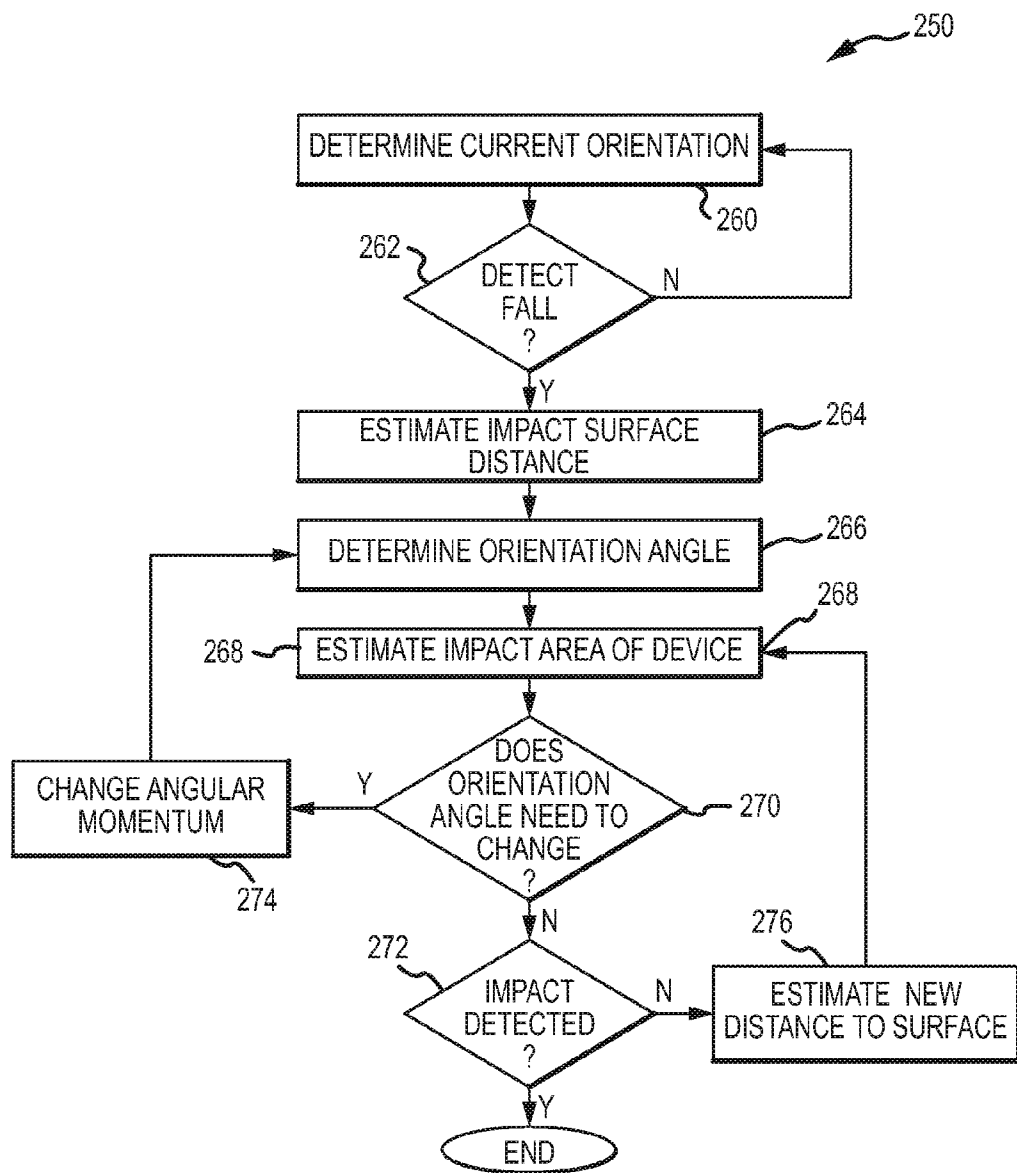 250
DETERMINE CURRENT ORIENTATION
260
262
DETECT
FALL
?
N
Y
ESTIMATE IMPACT SURFACE
DISTANCE
264
DETERMINE ORIENTATION ANGLE
266
268
ESTIMATE IMPACT AREA OF DEVICE
268
DOES
ORIENTATION
ANGLE NEED TO
CHANGE
?
Y
270
CHANGE ANGULAR
MOMENTUM
274
N
272
IMPACT
DETECTED
?
N
276
ESTIMATE NEW
DISTANCE TO SURFACE
Y
END